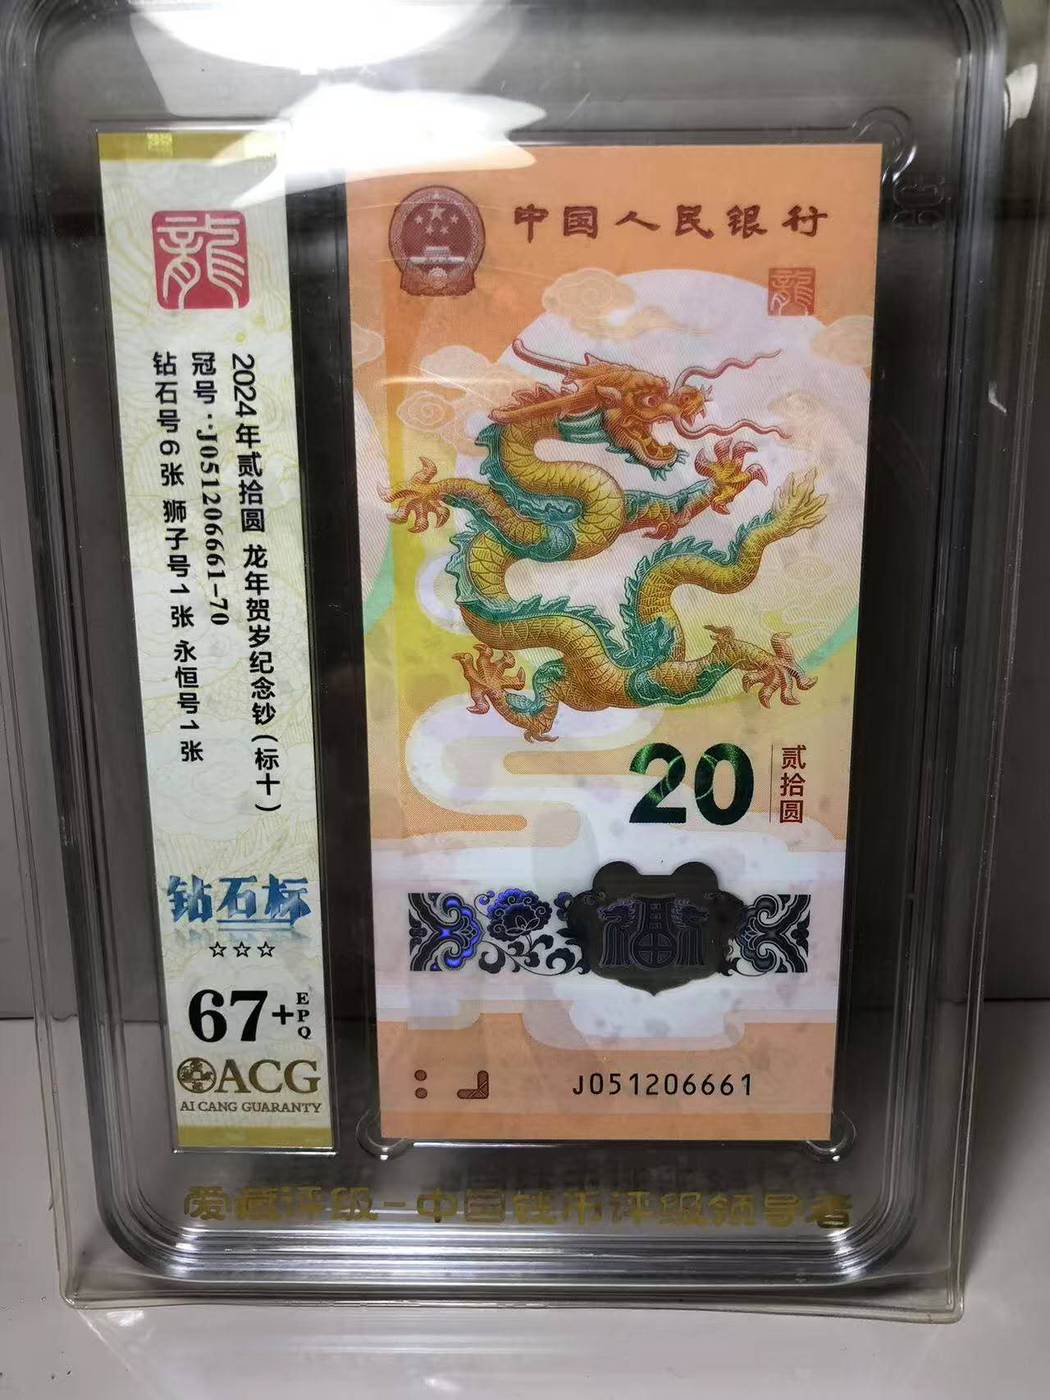 龍
2024年贰拾圆 龙年贺岁纪念钞(标十)
冠号:J051206661-70
钻石号6张 狮子号1张 永恒号1张
钻石标
☆☆☆
67+EPQ
ACG
AI CANG GUARANTY
中国人民银行
龍
20
贰拾圆
福
J051206661
爱藏评级-中国钱币评级领导者